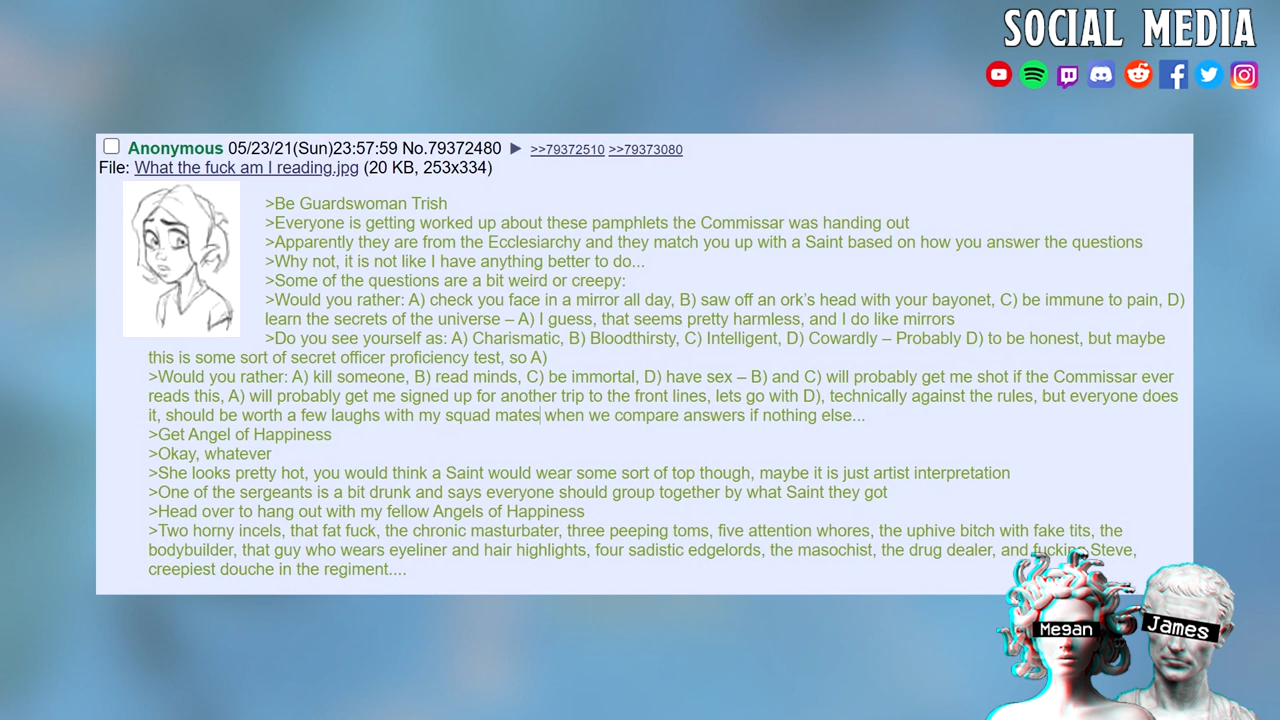 SOCIAL MEDIA
Anonymous 05/23/21(Sun)23:57:59 No.79372480 ▶ >>79372510 >>79373080
File: What the fuck am I reading.jpg (20 KB, 253x334)
>Be Guardswoman Trish
>Everyone is getting worked up about these pamphlets the Commissar was handing out
>Apparently they are from the Ecclesiarchy and they match you up with a Saint based on how you answer the questions
>Why not, it is not like I have anything better to do...
>Some of the questions are a bit weird or creepy:
>Would you rather: A) check you face in a mirror all day, B) saw off an ork's head with your bayonet, C) be immune to pain, D)
learn the secrets of the universe – A) I guess, that seems pretty harmless, and I do like mirrors
>Do you see yourself as: A) Charismatic, B) Bloodthirsty, C) Intelligent, D) Cowardly – Probably D) to be honest, but maybe
this is some sort of secret officer proficiency test, so A)
>Would you rather: A) kill someone, B) read minds, C) be immortal, D) have sex – B) and C) will probably get me shot if the Commissar ever
reads this, A) will probably get me signed up for another trip to the front lines, lets go with D), technically against the rules, but everyone does
it, should be worth a few laughs with my squad mates when we compare answers if nothing else...
>Get Angel of Happiness
>Okay, whatever
>She looks pretty hot, you would think a Saint would wear some sort of top though, maybe it is just artist interpretation
>One of the sergeants is a bit drunk and says everyone should group together by what Saint they got
>Head over to hang out with my fellow Angels of Happiness
>Two horny incels, that fat fuck, the chronic masturbater, three peeping toms, five attention whores, the uphive bitch with fake tits, the
bodybuilder, that guy who wears eyeliner and hair highlights, four sadistic edgelords, the masochist, the drug dealer, and fucking Steve,
creepiest douche in the regiment....
Megan
James